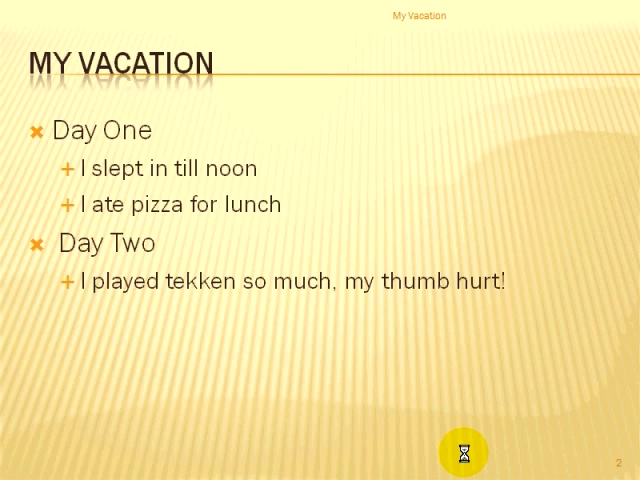 My Vacation
MY VACATION
Day One
I slept in till noon
I ate pizza for lunch
Day Two
I played tekken so much, my thumb hurt!
2